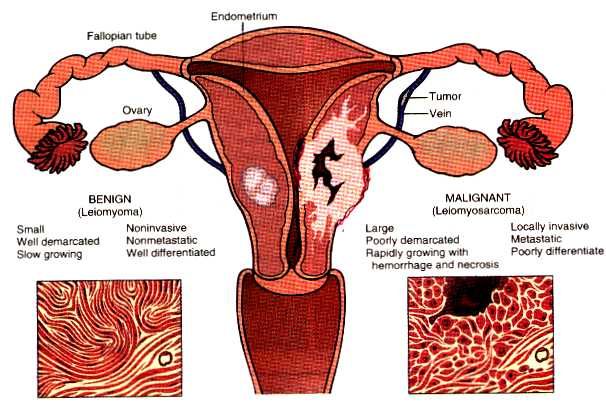 Endometrium
Fallopian tube
Ovary
Tumor
Vein
BENIGN
(Leiomyoma)
Small
Well demarcated
Slow growing
Noninvasive
Nonmetastatic
Well differentiated
MALIGNANT
(Leiomyosarcoma)
Large
Poorly demarcated
Rapidly growing with
hemorrhage and necrosis
Locally invasive
Metastatic
Poorly differentiate